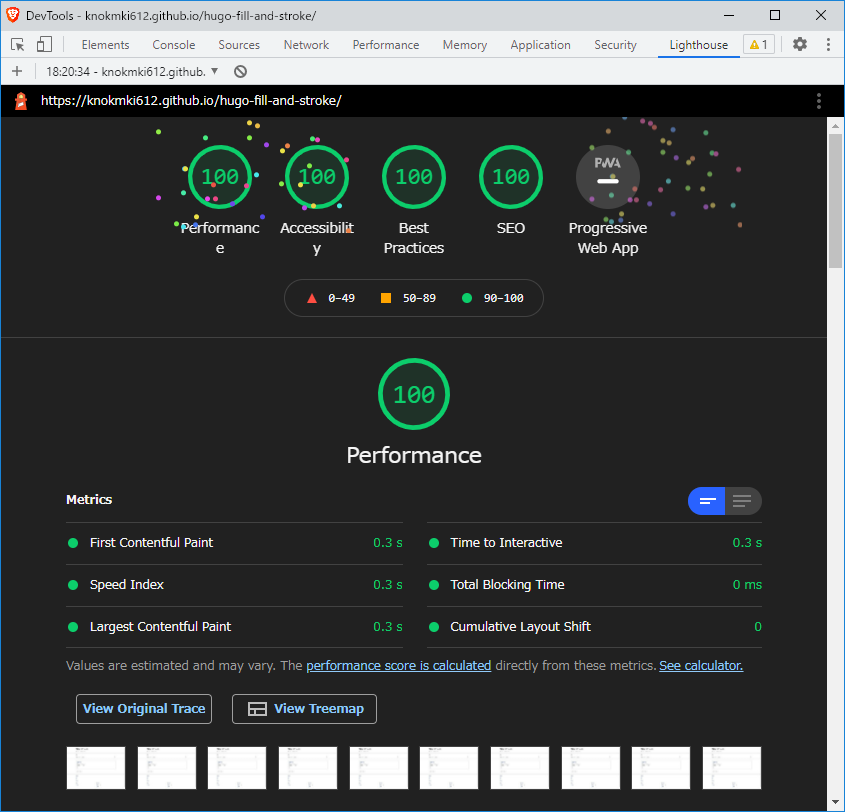 DevTools - knokmki612.github.io/hugo-fill-and-stroke/
Elements Console Sources Network Performance Memory Application Security Lighthouse 1
18:20:34 - knokmki612.github.
https://knokmki612.github.io/hugo-fill-and-stroke/
100 100 100 100 PWA
Performanc Accessibilit Best SEO Progressive
e y Practices Web App
0–49 50–89 90–100
100
Performance
Metrics
First Contentful Paint 0.3 s Time to Interactive 0.3 s
Speed Index 0.3 s Total Blocking Time 0 ms
Largest Contentful Paint 0.3 s Cumulative Layout Shift 0
Values are estimated and may vary. The performance score is calculated directly from these metrics. See calculator.
View Original Trace View Treemap